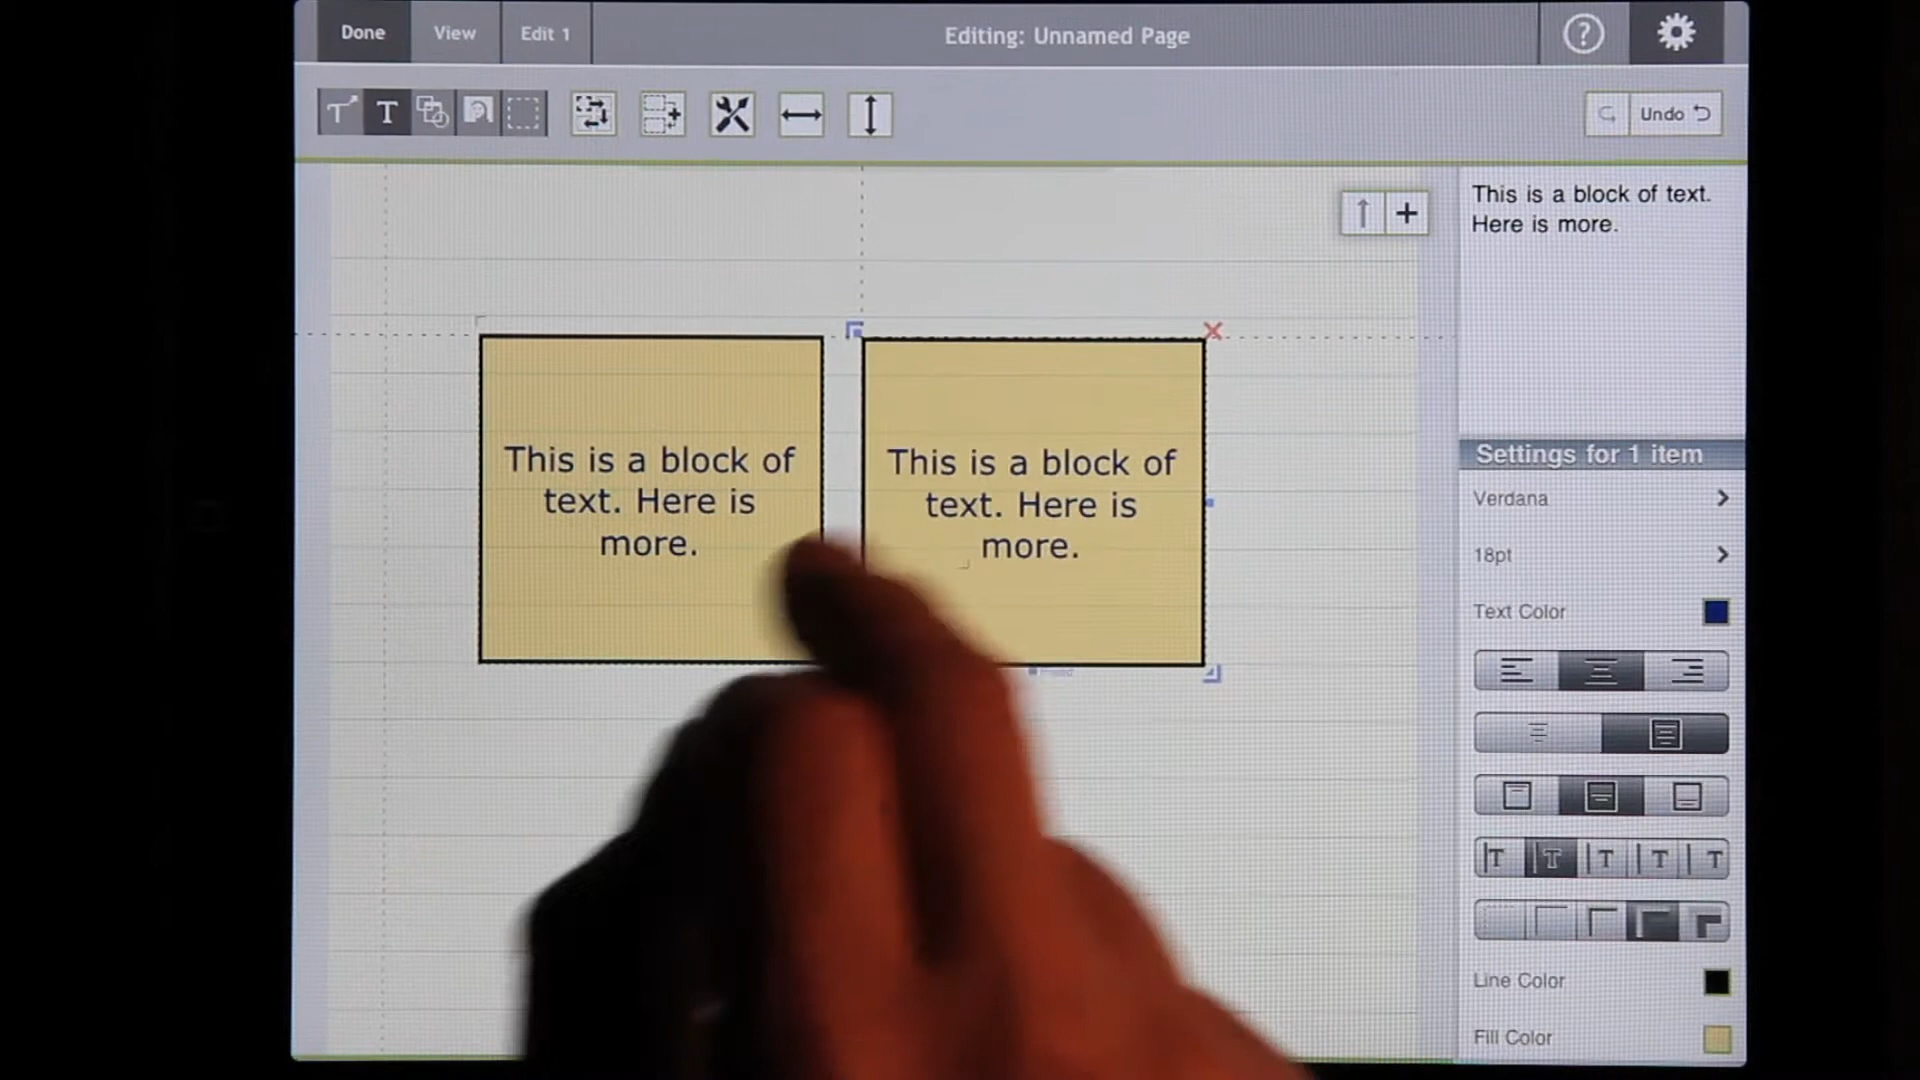 Done View Edit 1 Editing: Unnamed Page ?
T T Undo
This is a block of text.
Here is more.
This is a block of
text. Here is
more.
This is a block of
text. Here is
more.
Settings for 1 item
Verdana
18pt
Text Color
T T T T T
Line Color
Fill Color